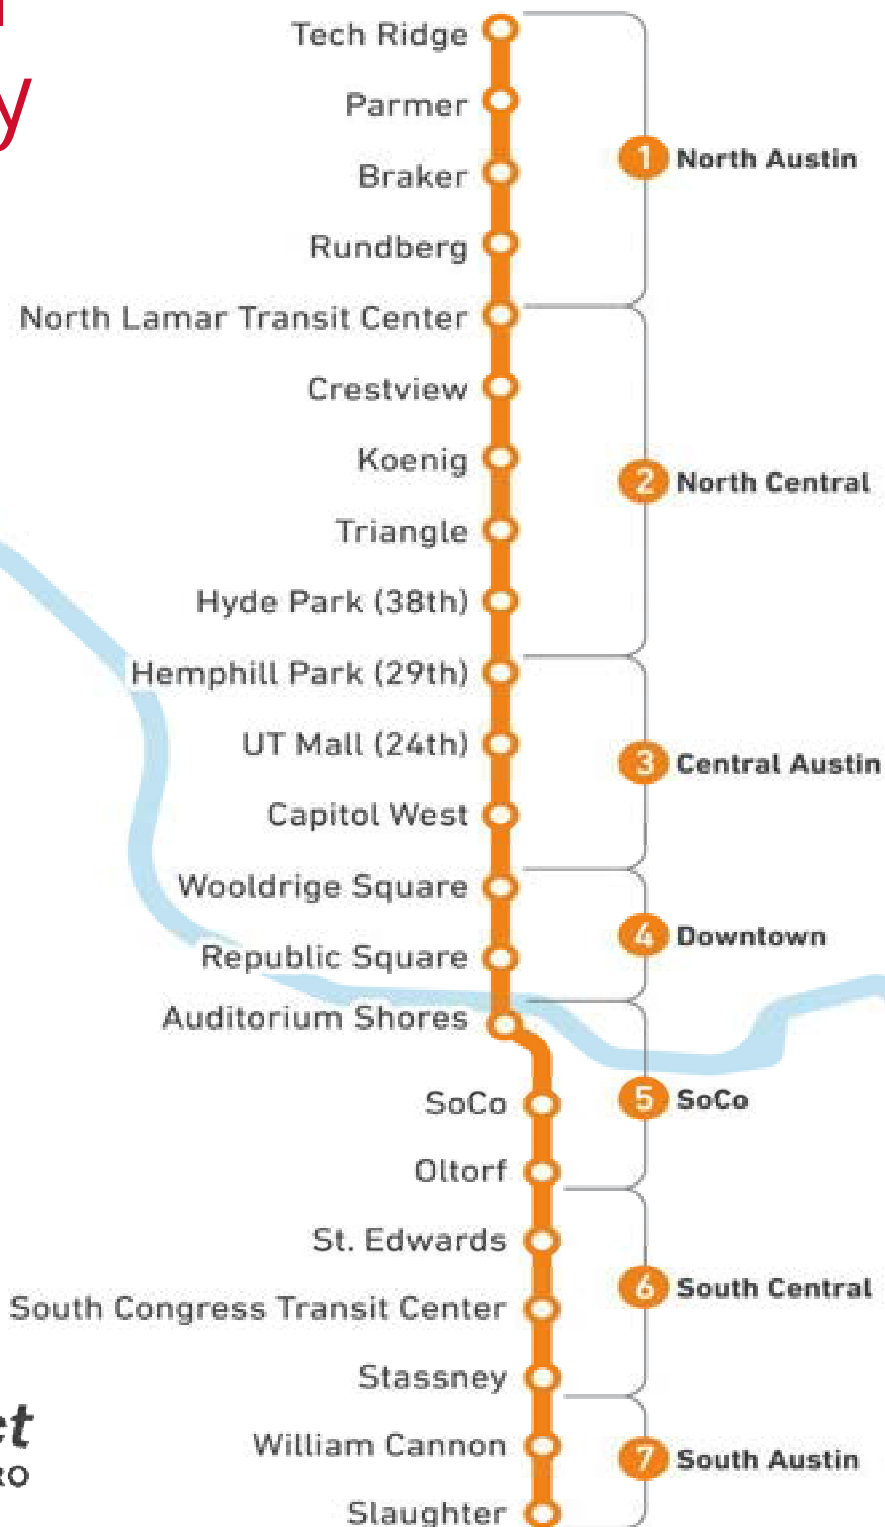 y
Tech Ridge
Parmer
Braker
1 North Austin
Rundberg
North Lamar Transit Center
Crestview
Koenig
2 North Central
Triangle
Hyde Park (38th)
Hemphill Park (29th)
UT Mall (24th)
3 Central Austin
Capitol West
Wooldrige Square
4 Downtown
Republic Square
Auditorium Shores
5 SoCo
SoCo
Oltorf
St. Edwards
6 South Central
South Congress Transit Center
Stassney
William Cannon
7 South Austin
Slaughter